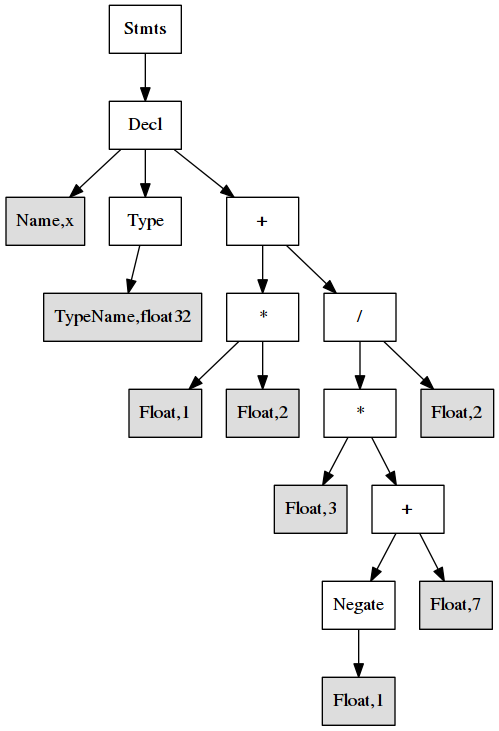 Stmts
Decl
Name,x
Type
+
TypeName,float32
*
/
Float,1
Float,2
*
Float,2
Float,3
+
Negate
Float,7
Float,1